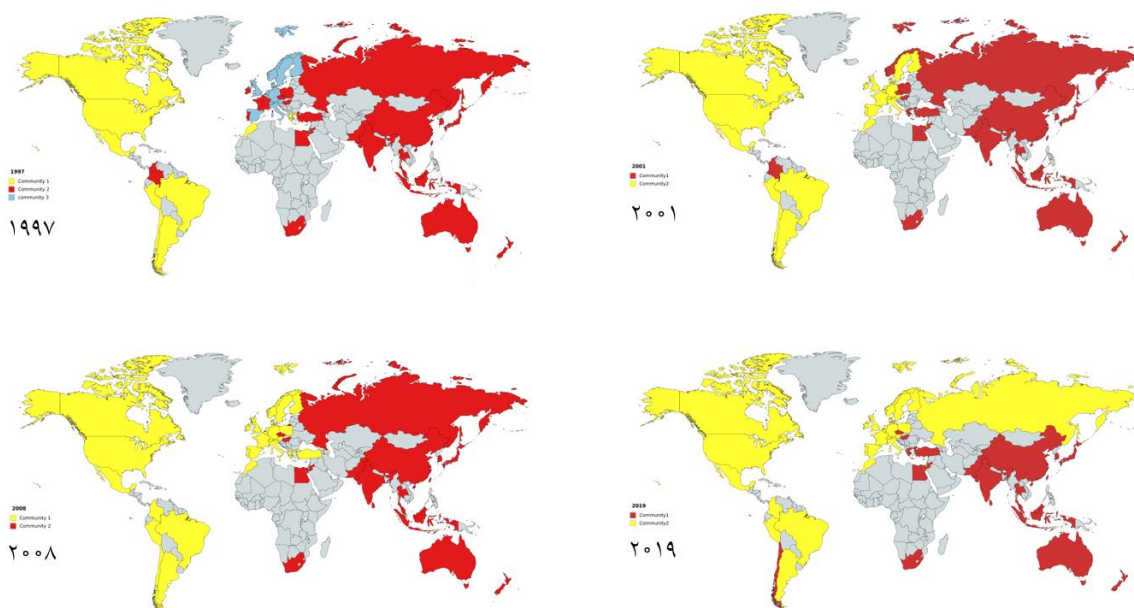 1997
Community 1
Community 2
community 3
۱۹۹۷
2001
Community1
Community2
۲۰۰۱
2008
Community 1
Community 2
۲۰۰۸
2019
Community1
Community2
۲۰۱۹